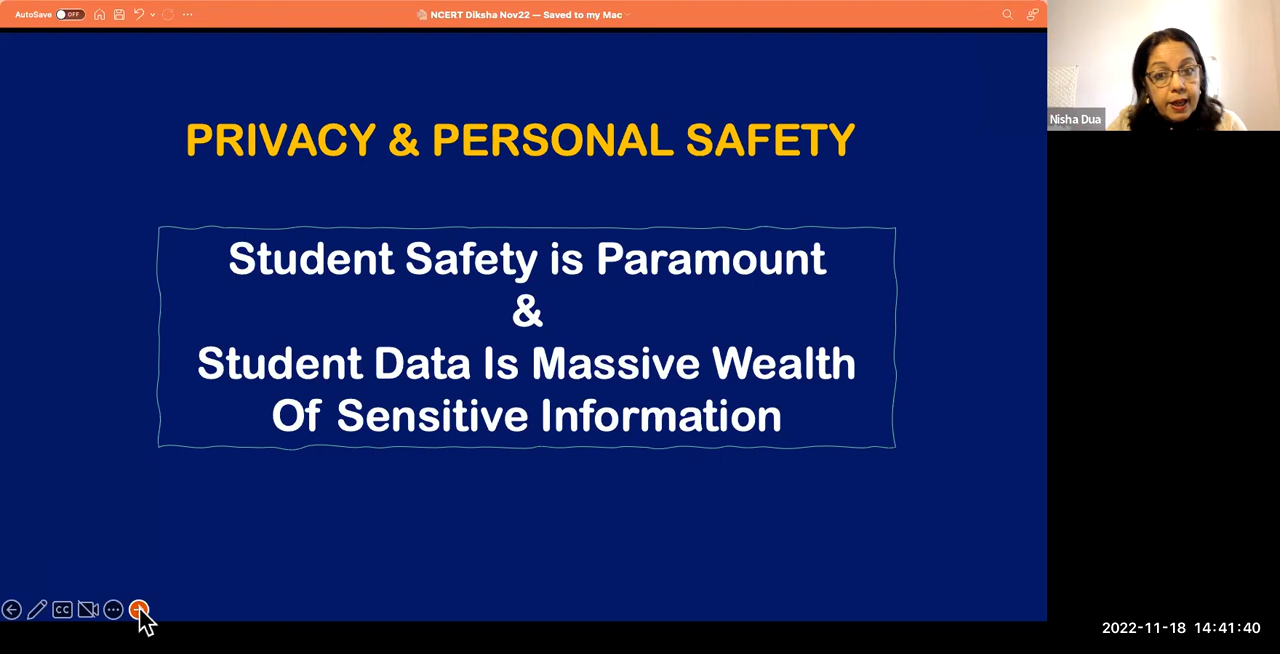 AutoSave OFF
NCERT Diksha Nov22 — Saved to my Mac
Nisha Dua
PRIVACY & PERSONAL SAFETY
Student Safety is Paramount
&
Student Data Is Massive Wealth
Of Sensitive Information
CC
2022-11-18 14:41:40